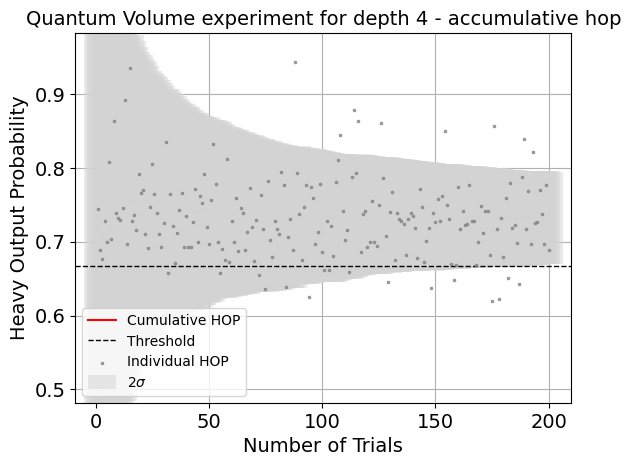 Quantum Volume experiment for depth 4 - accumulative hop
Heavy Output Probability
0.9
0.8
0.7
0.6
0.5
Cumulative HOP
Threshold
Individual HOP
2σ
0 50 100 150 200
Number of Trials